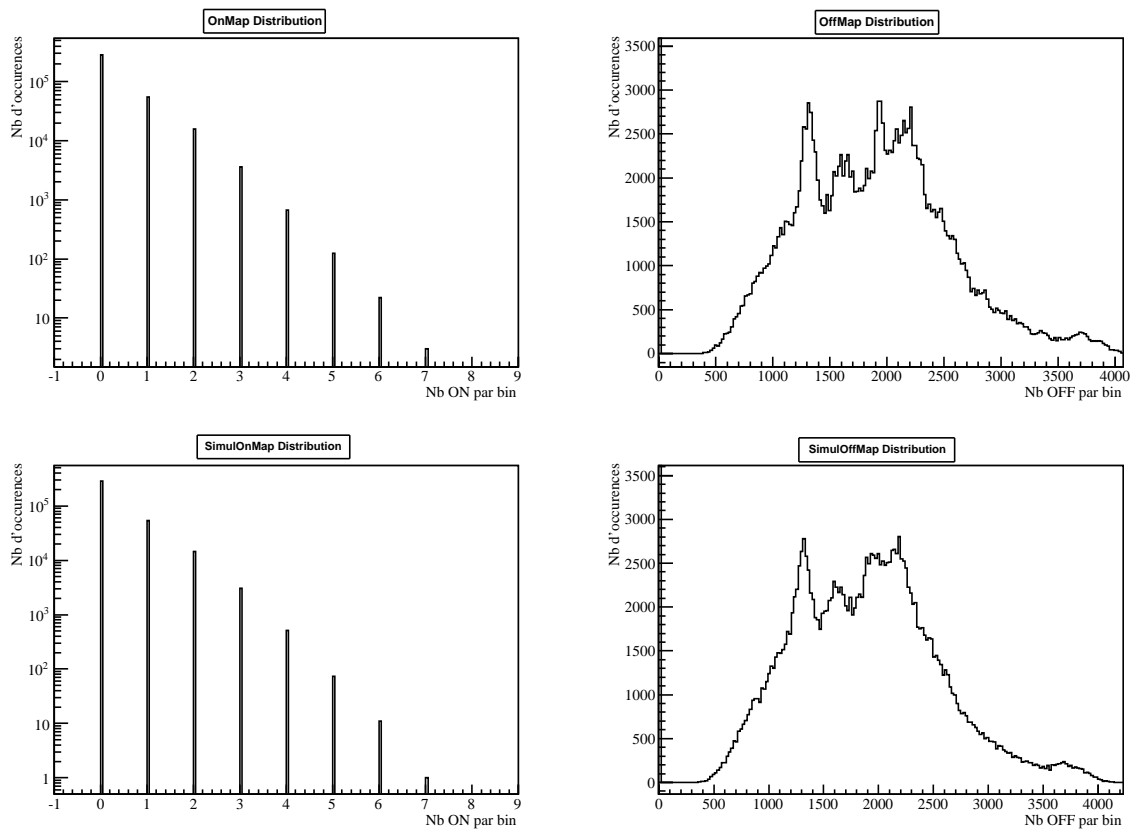 OnMap Distribution
Nb d'occurences
10^5
10^4
10^3
10^2
10
-1 0 1 2 3 4 5 6 7 8 9
Nb ON par bin
OffMap Distribution
Nb d'occurences
3500
3000
2500
2000
1500
1000
500
0
0 500 1000 1500 2000 2500 3000 3500 4000
Nb OFF par bin
SimulOnMap Distribution
Nb d'occurences
10^5
10^4
10^3
10^2
10
1
-1 0 1 2 3 4 5 6 7 8 9
Nb ON par bin
SimulOffMap Distribution
Nb d'occurences
3500
3000
2500
2000
1500
1000
500
0
0 500 1000 1500 2000 2500 3000 3500 4000
Nb OFF par bin